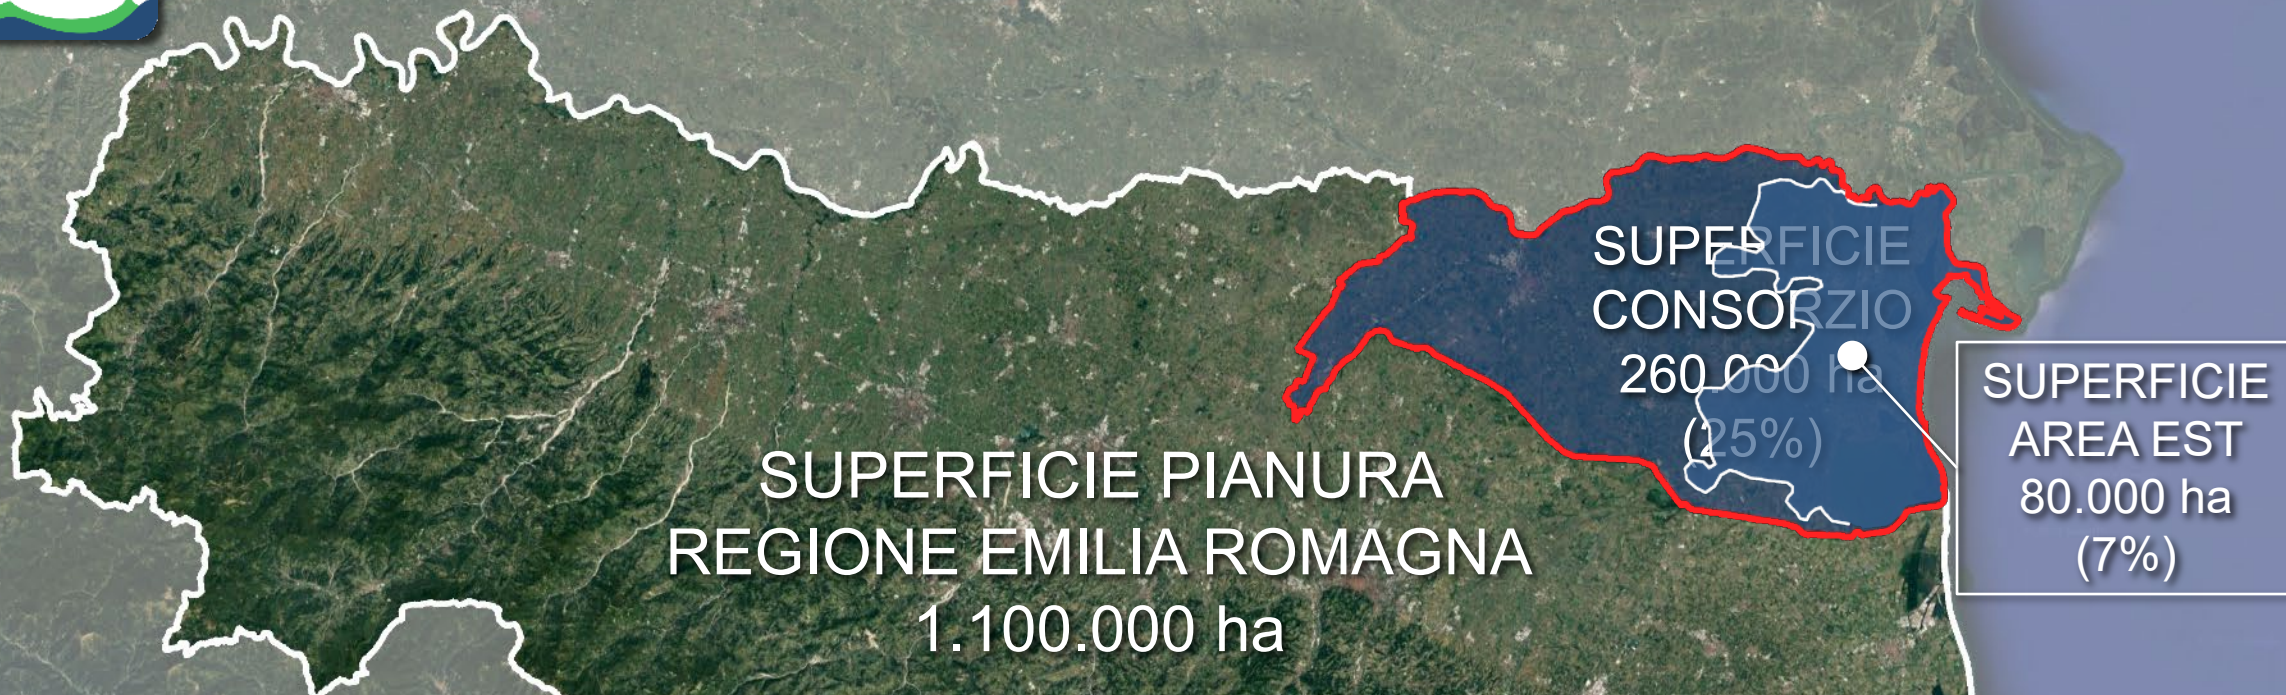 SUPERFICIE
CONSORZIO
260.000 ha
(25%)
SUPERFICIE
AREA EST
80.000 ha
(7%)
SUPERFICIE PIANURA
REGIONE EMILIA ROMAGNA
1.100.000 ha